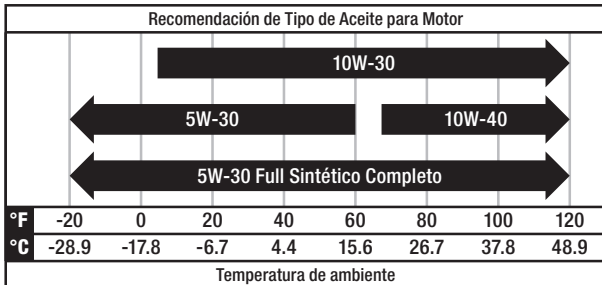 Recomendación de Tipo de Aceite para Motor
10W-30
5W-30 10W-40
5W-30 Full Sintético Completo
°F -20 0 20 40 60 80 100 120
°C -28.9 -17.8 -6.7 4.4 15.6 26.7 37.8 48.9
Temperatura de ambiente